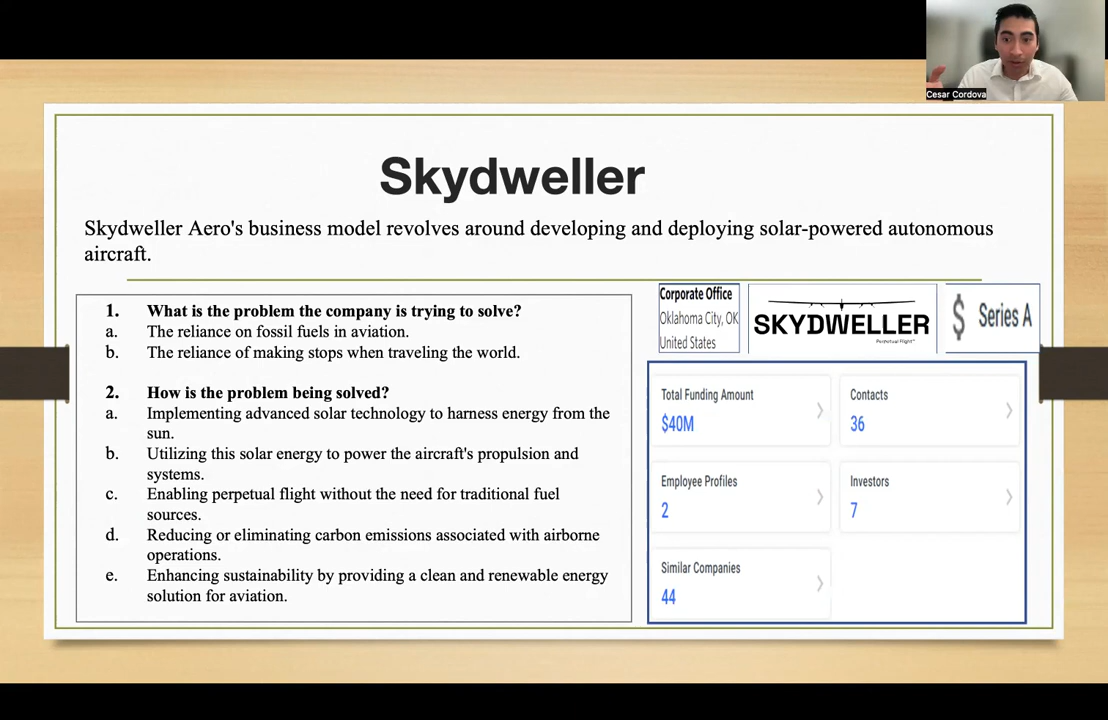 Cesar Cordova
Skydweller
Skydweller Aero's business model revolves around developing and deploying solar-powered autonomous
aircraft.
1. What is the problem the company is trying to solve?
a. The reliance on fossil fuels in aviation.
b. The reliance of making stops when traveling the world.
2. How is the problem being solved?
a. Implementing advanced solar technology to harness energy from the
sun.
b. Utilizing this solar energy to power the aircraft's propulsion and
systems.
c. Enabling perpetual flight without the need for traditional fuel
sources.
d. Reducing or eliminating carbon emissions associated with airborne
operations.
e. Enhancing sustainability by providing a clean and renewable energy
solution for aviation.
Corporate Office
Oklahoma City, OK
United States
SKYDWELLER
Perpetual Flight™
$ Series A
Total Funding Amount
$40M
Contacts
36
Employee Profiles
2
Investors
7
Similar Companies
44